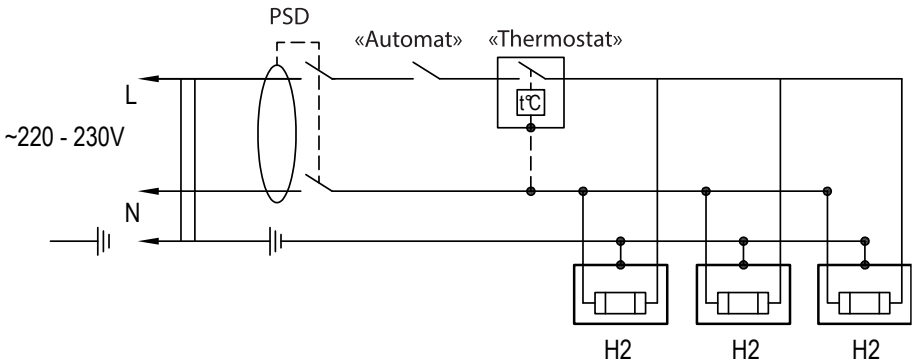 PSD
«Automat» «Thermostat»
L
t°C
~220 - 230V
N
H2 H2 H2